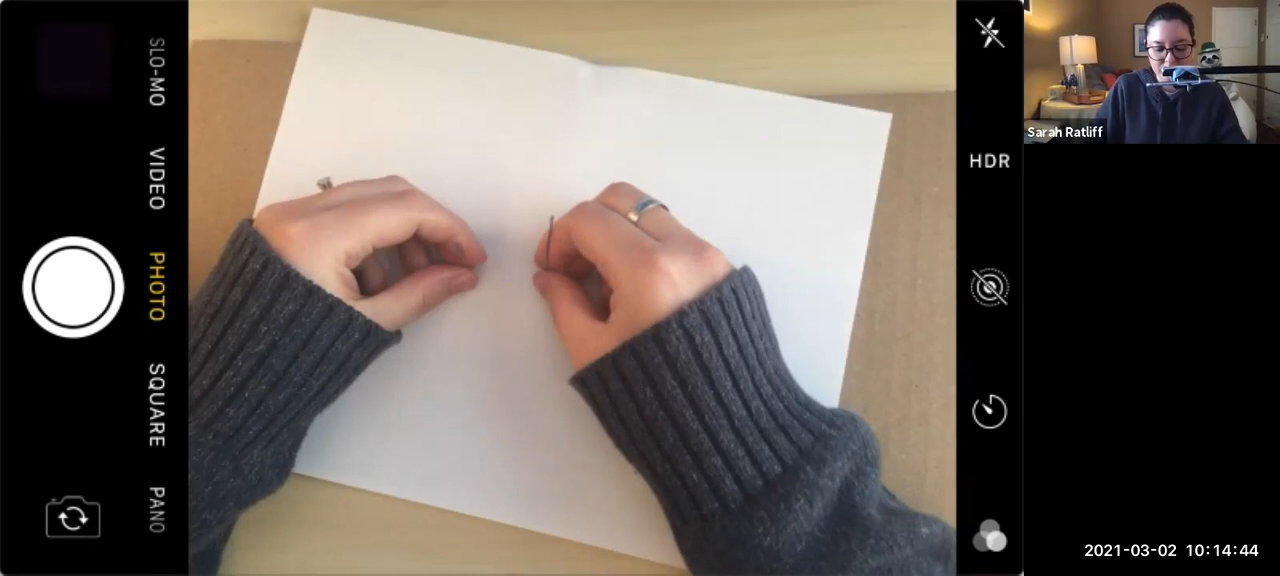 SLO-MO
VIDEO
PHOTO
SQUARE
PANO
HDR
Sarah Ratliff
2021-03-02 10:14:44